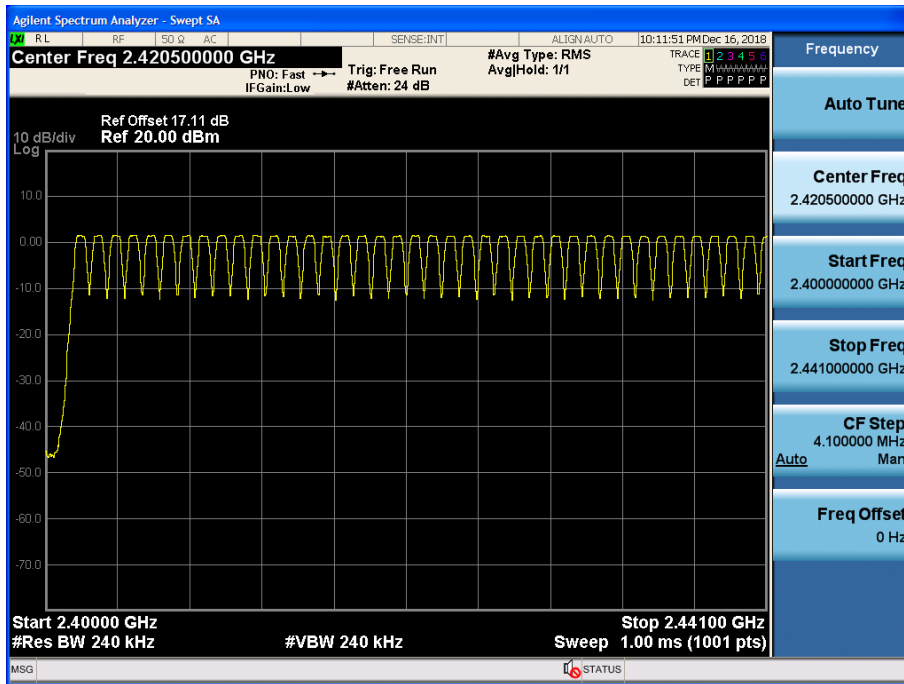 Agilent Spectrum Analyzer - Swept SA
LXI RL RF 50 Ω AC SENSE:INT ALIGN AUTO 10:11:51 PM Dec 16, 2018
Center Freq 2.420500000 GHz
PNO: Fast
IFGain:Low
Trig: Free Run
#Atten: 24 dB
#Avg Type: RMS
Avg|Hold: 1/1
TRACE 1 2 3 4 5 6
TYPE M WWWWW
DET P P P P P P
10 dB/div
Log
Ref Offset 17.11 dB
Ref 20.00 dBm
10.0
0.00
-10.0
-20.0
-30.0
-40.0
-50.0
-60.0
-70.0
Start 2.40000 GHz Stop 2.44100 GHz
#Res BW 240 kHz #VBW 240 kHz Sweep 1.00 ms (1001 pts)
MSG STATUS
Frequency
Auto Tune
Center Freq
2.420500000 GHz
Start Freq
2.400000000 GHz
Stop Freq
2.441000000 GHz
CF Step
4.100000 MHz
Auto Man
Freq Offset
0 Hz